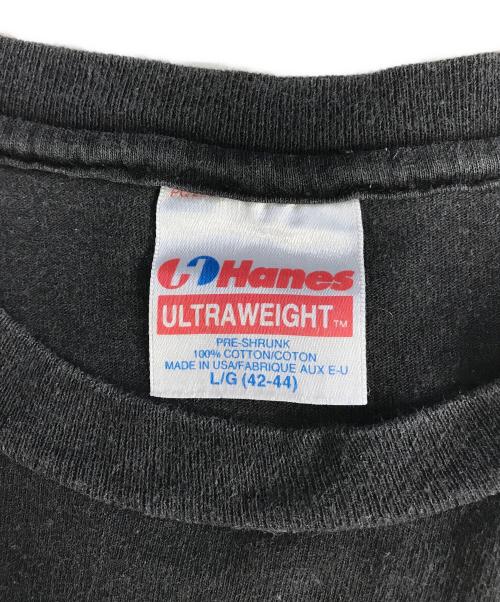 Hanes
ULTRAWEIGHT™
PRE-SHRUNK
100% COTTON/COTON
MADE IN USA/FABRIQUE AUX E-U
L/G (42-44)